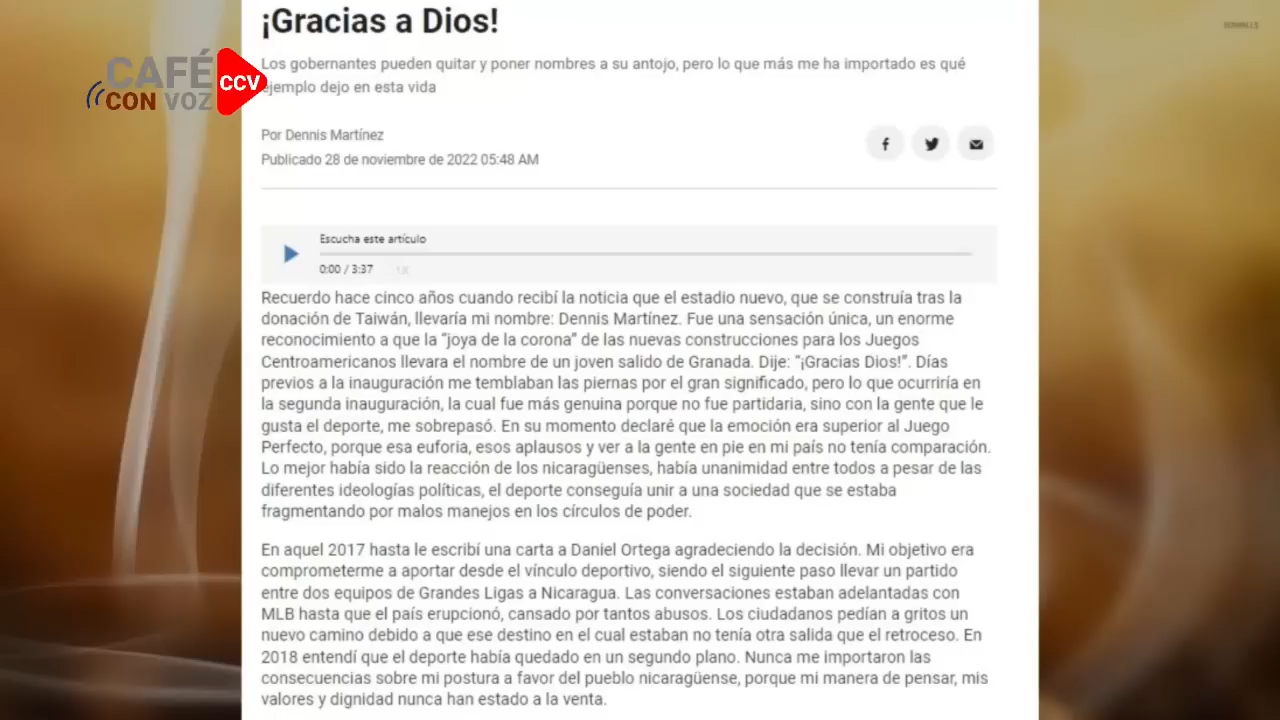 ¡Gracias a Dios!
Los gobernantes pueden quitar y poner nombres a su antojo, pero lo que más me ha importado es qué
ejemplo dejo en esta vida
CAFÉ
CON VOZ
CCV
Por Dennis Martínez
Publicado 28 de noviembre de 2022 05:48 AM
Escucha este artículo
0:00 / 3:37
1X
Recuerdo hace cinco años cuando recibí la noticia que el estadio nuevo, que se construía tras la
donación de Taiwán, llevaría mi nombre: Dennis Martínez. Fue una sensación única, un enorme
reconocimiento a que la “joya de la corona” de las nuevas construcciones para los Juegos
Centroamericanos llevara el nombre de un joven salido de Granada. Dije: “¡Gracias Dios!”. Días
previos a la inauguración me temblaban las piernas por el gran significado, pero lo que ocurriría en
la segunda inauguración, la cual fue más genuina porque no fue partidaria, sino con la gente que le
gusta el deporte, me sobrepasó. En su momento declaré que la emoción era superior al Juego
Perfecto, porque esa euforia, esos aplausos y ver a la gente en pie en mi país no tenía comparación.
Lo mejor había sido la reacción de los nicaragüenses, había unanimidad entre todos a pesar de las
diferentes ideologías políticas, el deporte conseguía unir a una sociedad que se estaba
fragmentando por malos manejos en los círculos de poder.
En aquel 2017 hasta le escribí una carta a Daniel Ortega agradeciendo la decisión. Mi objetivo era
comprometerme a aportar desde el vínculo deportivo, siendo el siguiente paso llevar un partido
entre dos equipos de Grandes Ligas a Nicaragua. Las conversaciones estaban adelantadas con
MLB hasta que el país erupcionó, cansado por tantos abusos. Los ciudadanos pedían a gritos un
nuevo camino debido a que ese destino en el cual estaban no tenía otra salida que el retroceso. En
2018 entendí que el deporte había quedado en un segundo plano. Nunca me importaron las
consecuencias sobre mi postura a favor del pueblo nicaragüense, porque mi manera de pensar, mis
valores y dignidad nunca han estado a la venta.